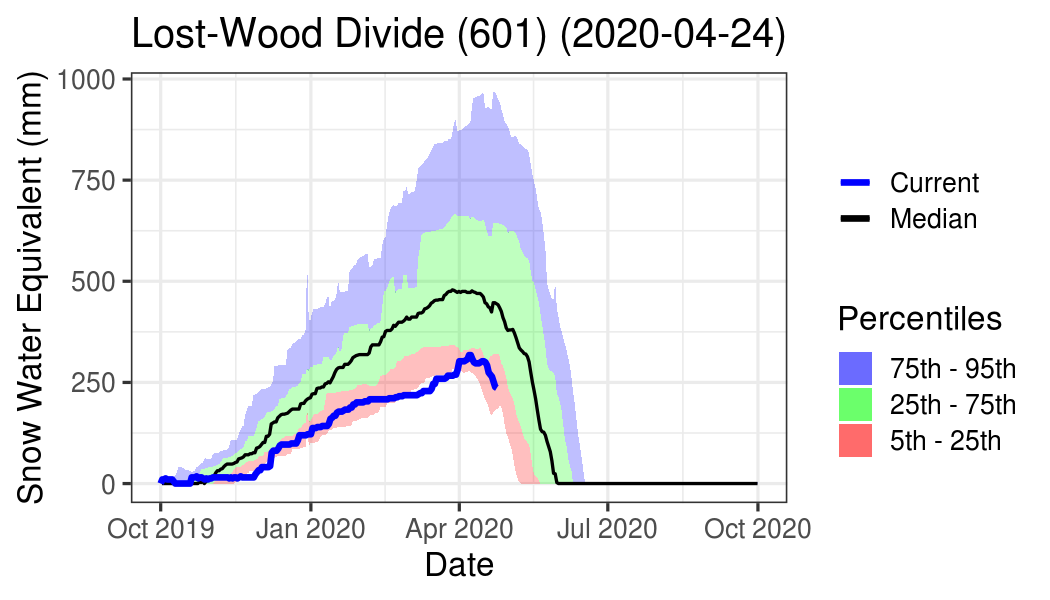 Lost-Wood Divide (601) (2020-04-24)
Snow Water Equivalent (mm)
1000
750
500
250
0
Oct 2019
Jan 2020
Apr 2020
Jul 2020
Oct 2020
Date
Current
Median
Percentiles
75th - 95th
25th - 75th
5th - 25th